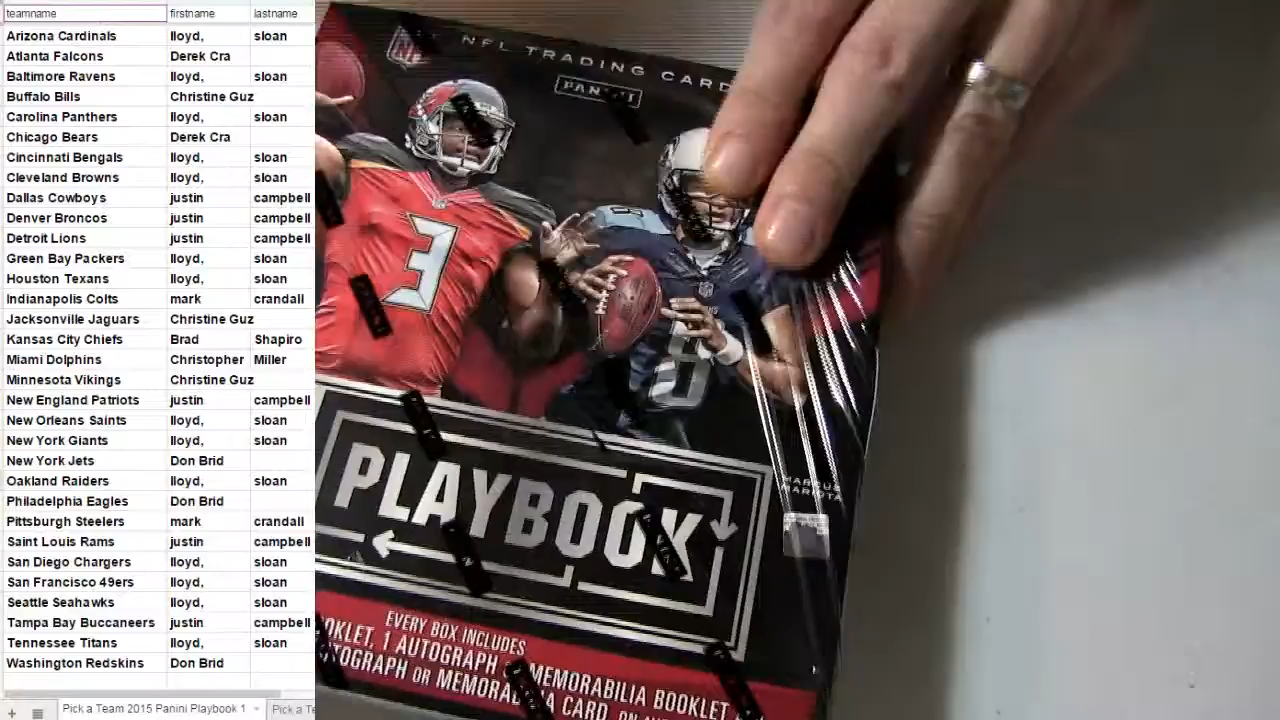 teamname firstname lastname
Arizona Cardinals lloyd, sloan
Atlanta Falcons Derek Cra
Baltimore Ravens lloyd, sloan
Buffalo Bills Christine Guz
Carolina Panthers lloyd, sloan
Chicago Bears Derek Cra
Cincinnati Bengals lloyd, sloan
Cleveland Browns lloyd, sloan
Dallas Cowboys justin campbell
Denver Broncos justin campbell
Detroit Lions justin campbell
Green Bay Packers lloyd, sloan
Houston Texans lloyd, sloan
Indianapolis Colts mark crandall
Jacksonville Jaguars Christine Guz
Kansas City Chiefs Brad Shapiro
Miami Dolphins Christopher Miller
Minnesota Vikings Christine Guz
New England Patriots justin campbell
New Orleans Saints lloyd, sloan
New York Giants lloyd, sloan
New York Jets Don Brid
Oakland Raiders lloyd, sloan
Philadelphia Eagles Don Brid
Pittsburgh Steelers mark crandall
Saint Louis Rams justin campbell
San Diego Chargers lloyd, sloan
San Francisco 49ers lloyd, sloan
Seattle Seahawks lloyd, sloan
Tampa Bay Buccaneers justin campbell
Tennessee Titans lloyd, sloan
Washington Redskins Don Brid
Pick a Team 2015 Panini Playbook 1 Pick a Te
NFL TRADING CARD
PANINI
3
8
MARCUS
MARIOTA
PLAYBOOK
EVERY BOX INCLUDES
OKLET, 1 AUTOGRAPH OR MEMORABILIA BOOKLET
TOGRAPH OR MEMORABILIA CARD,